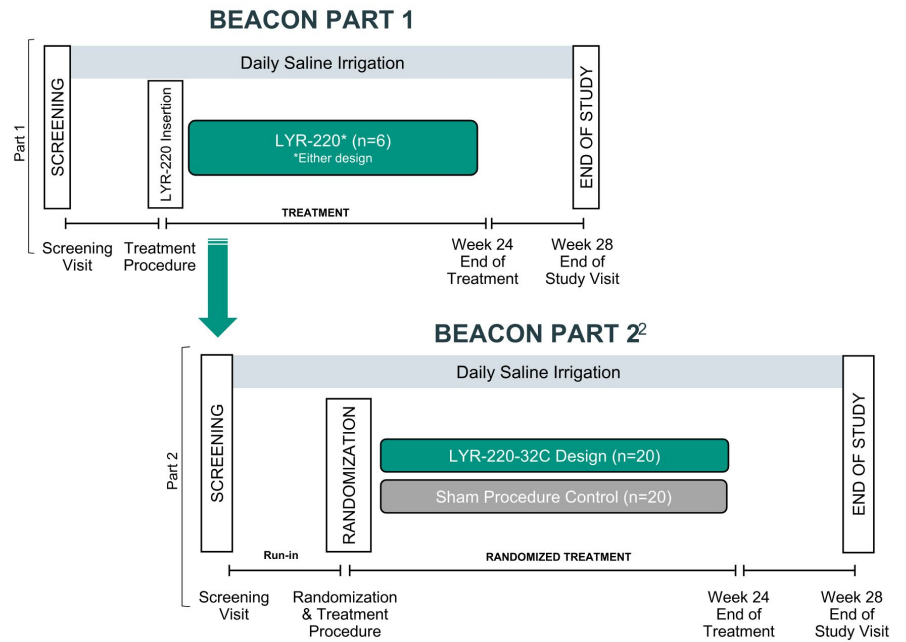 BEACON PART 1
Part 1
SCREENING
Daily Saline Irrigation
LYR-220 Insertion
LYR-220* (n=6)
*Either design
END OF STUDY
TREATMENT
Screening
Visit
Treatment
Procedure
Week 24
End of
Treatment
Week 28
End of
Study Visit
BEACON PART 2²
Part 2
SCREENING
Daily Saline Irrigation
RANDOMIZATION
LYR-220-32C Design (n=20)
Sham Procedure Control (n=20)
END OF STUDY
Run-in
RANDOMIZED TREATMENT
Screening
Visit
Randomization
& Treatment
Procedure
Week 24
End of
Treatment
Week 28
End of
Study Visit